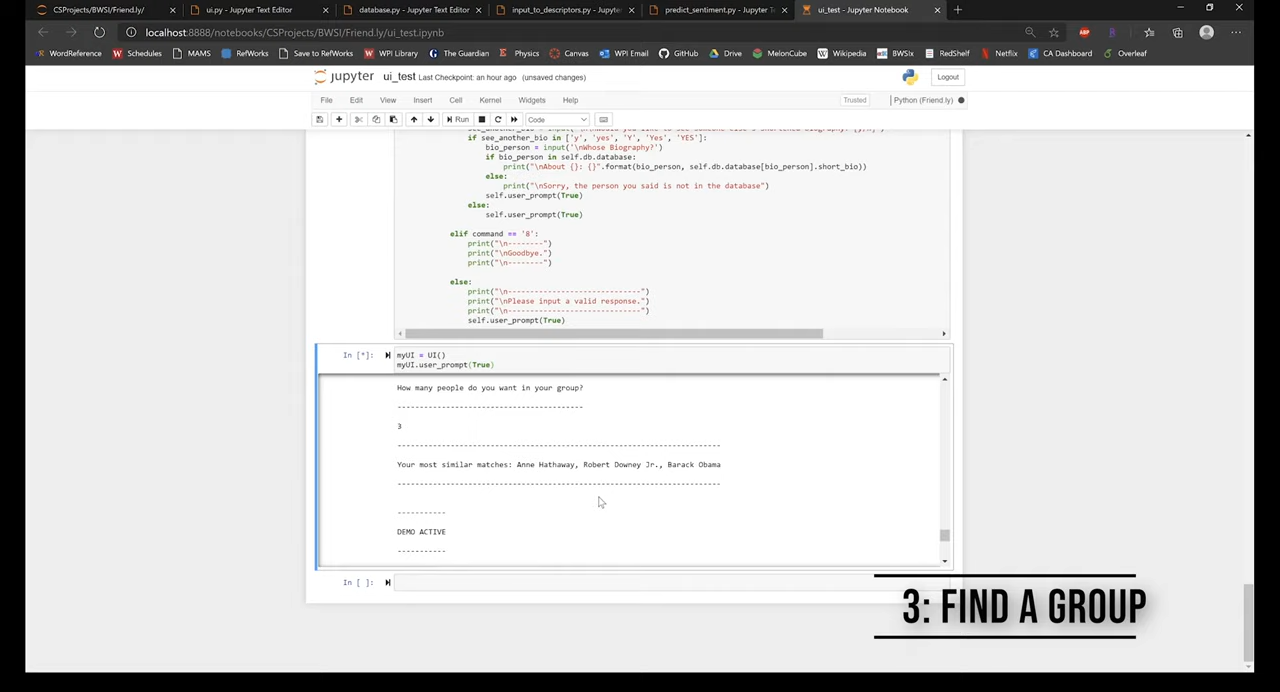 CSProjects/BWSI/Friend.ly/
ui.py - Jupyter Text Editor
database.py - Jupyter Text Editor
input_to_descriptors.py - Jupyter
predict_sentiment.py - Jupyter Te
ui_test - Jupyter Notebook
localhost:8888/notebooks/CSProjects/BWSI/Friend.ly/ui_test.ipynb
WordReference
Schedules
MAMS
RefWorks
Save to RefWorks
WPI Library
The Guardian
Physics
Canvas
WPI Email
GitHub
Drive
MelonCube
Wikipedia
BWSIx
RedShelf
Netflix
CA Dashboard
Overleaf
jupyter ui_test Last Checkpoint: an hour ago (unsaved changes)
Logout
File Edit View Insert Cell Kernel Widgets Help
Trusted
Python (Friend.ly)
Run
Code
if see_another_bio in ['y', 'yes', 'Y', 'Yes', 'YES']:
bio_person = input('\nWhose Biography?')
if bio_person in self.db.database:
print("\nAbout {}: {}".format(bio_person, self.db.database[bio_person].short_bio))
else:
print("\nSorry, the person you said is not in the database")
self.user_prompt(True)
else:
self.user_prompt(True)
elif command == '8':
print("\n--------")
print("\nGoodbye.")
print("\n--------")
else:
print("\n-----------------------------")
print("\nPlease input a valid response.")
print("\n-----------------------------")
self.user_prompt(True)
In [*]:
myUI = UI()
myUI.user_prompt(True)
How many people do you want in your group?
------------------------------------------
3
-------------------------------------------------------------------------
Your most similar matches: Anne Hathaway, Robert Downey Jr., Barack Obama
-------------------------------------------------------------------------
-----------
DEMO ACTIVE
-----------
In [ ]:
3: FIND A GROUP